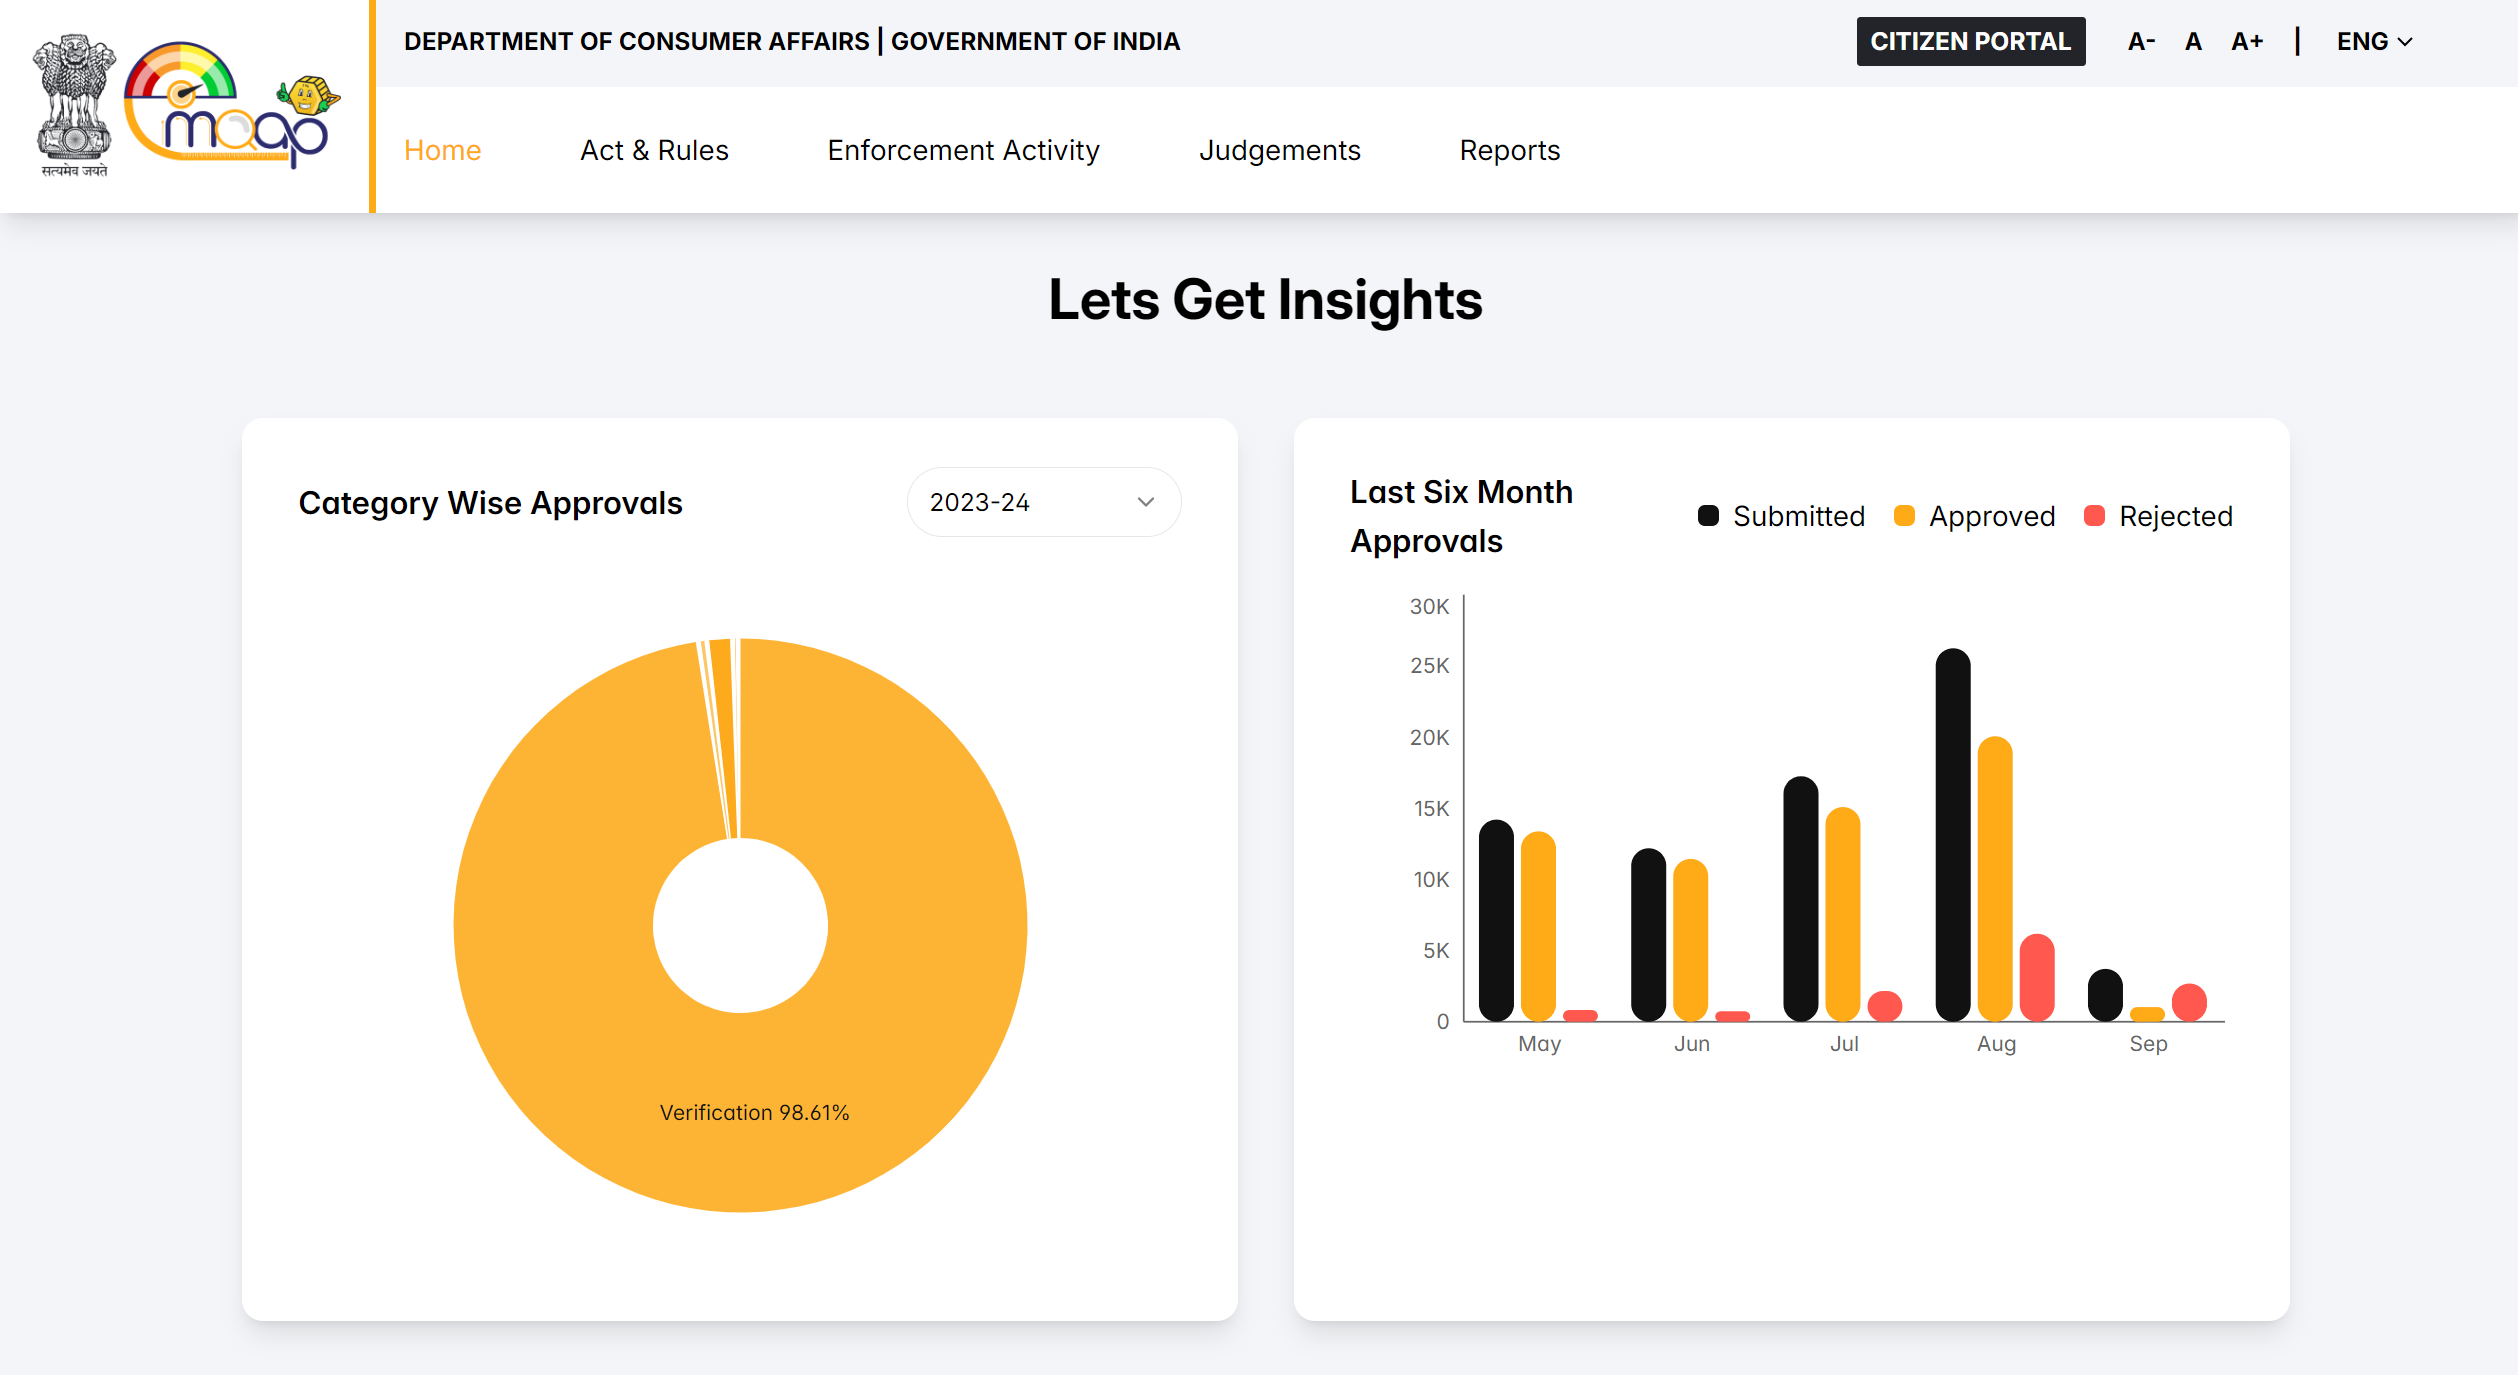 सत्यमेव जयते
emaap
DEPARTMENT OF CONSUMER AFFAIRS | GOVERNMENT OF INDIA
CITIZEN PORTAL
A- A A+ | ENG
Home Act & Rules Enforcement Activity Judgements Reports
Lets Get Insights
Category Wise Approvals
2023-24
Verification 98.61%
Last Six Month
Approvals
Submitted Approved Rejected
30K
25K
20K
15K
10K
5K
0
May Jun Jul Aug Sep